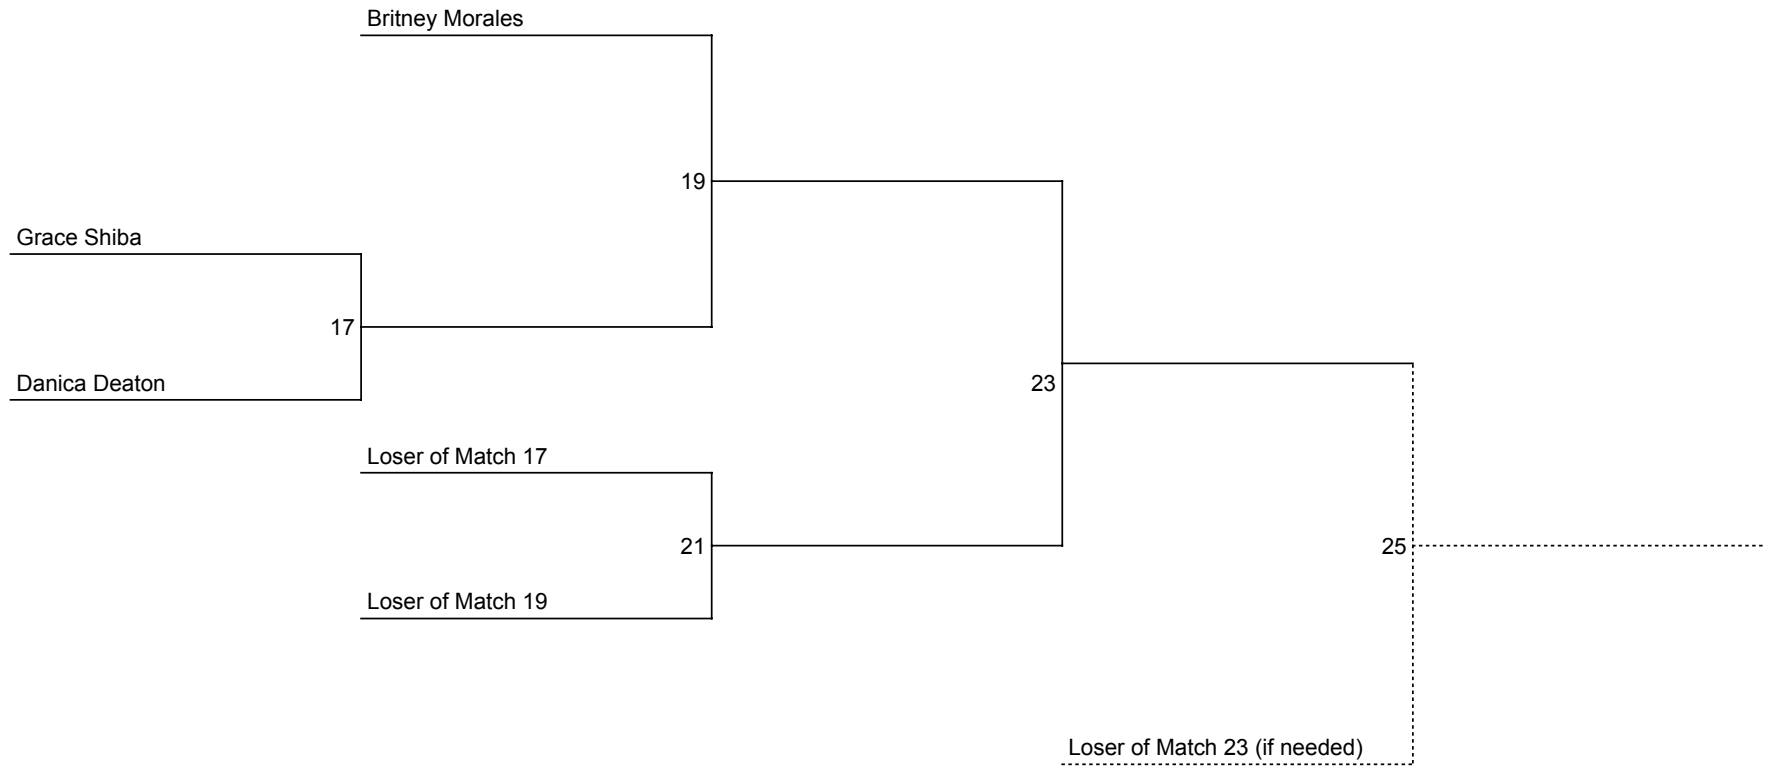 Britney Morales
19
Grace Shiba
17
Danica Deaton
23
Loser of Match 17
21
25
Loser of Match 19
Loser of Match 23 (if needed)